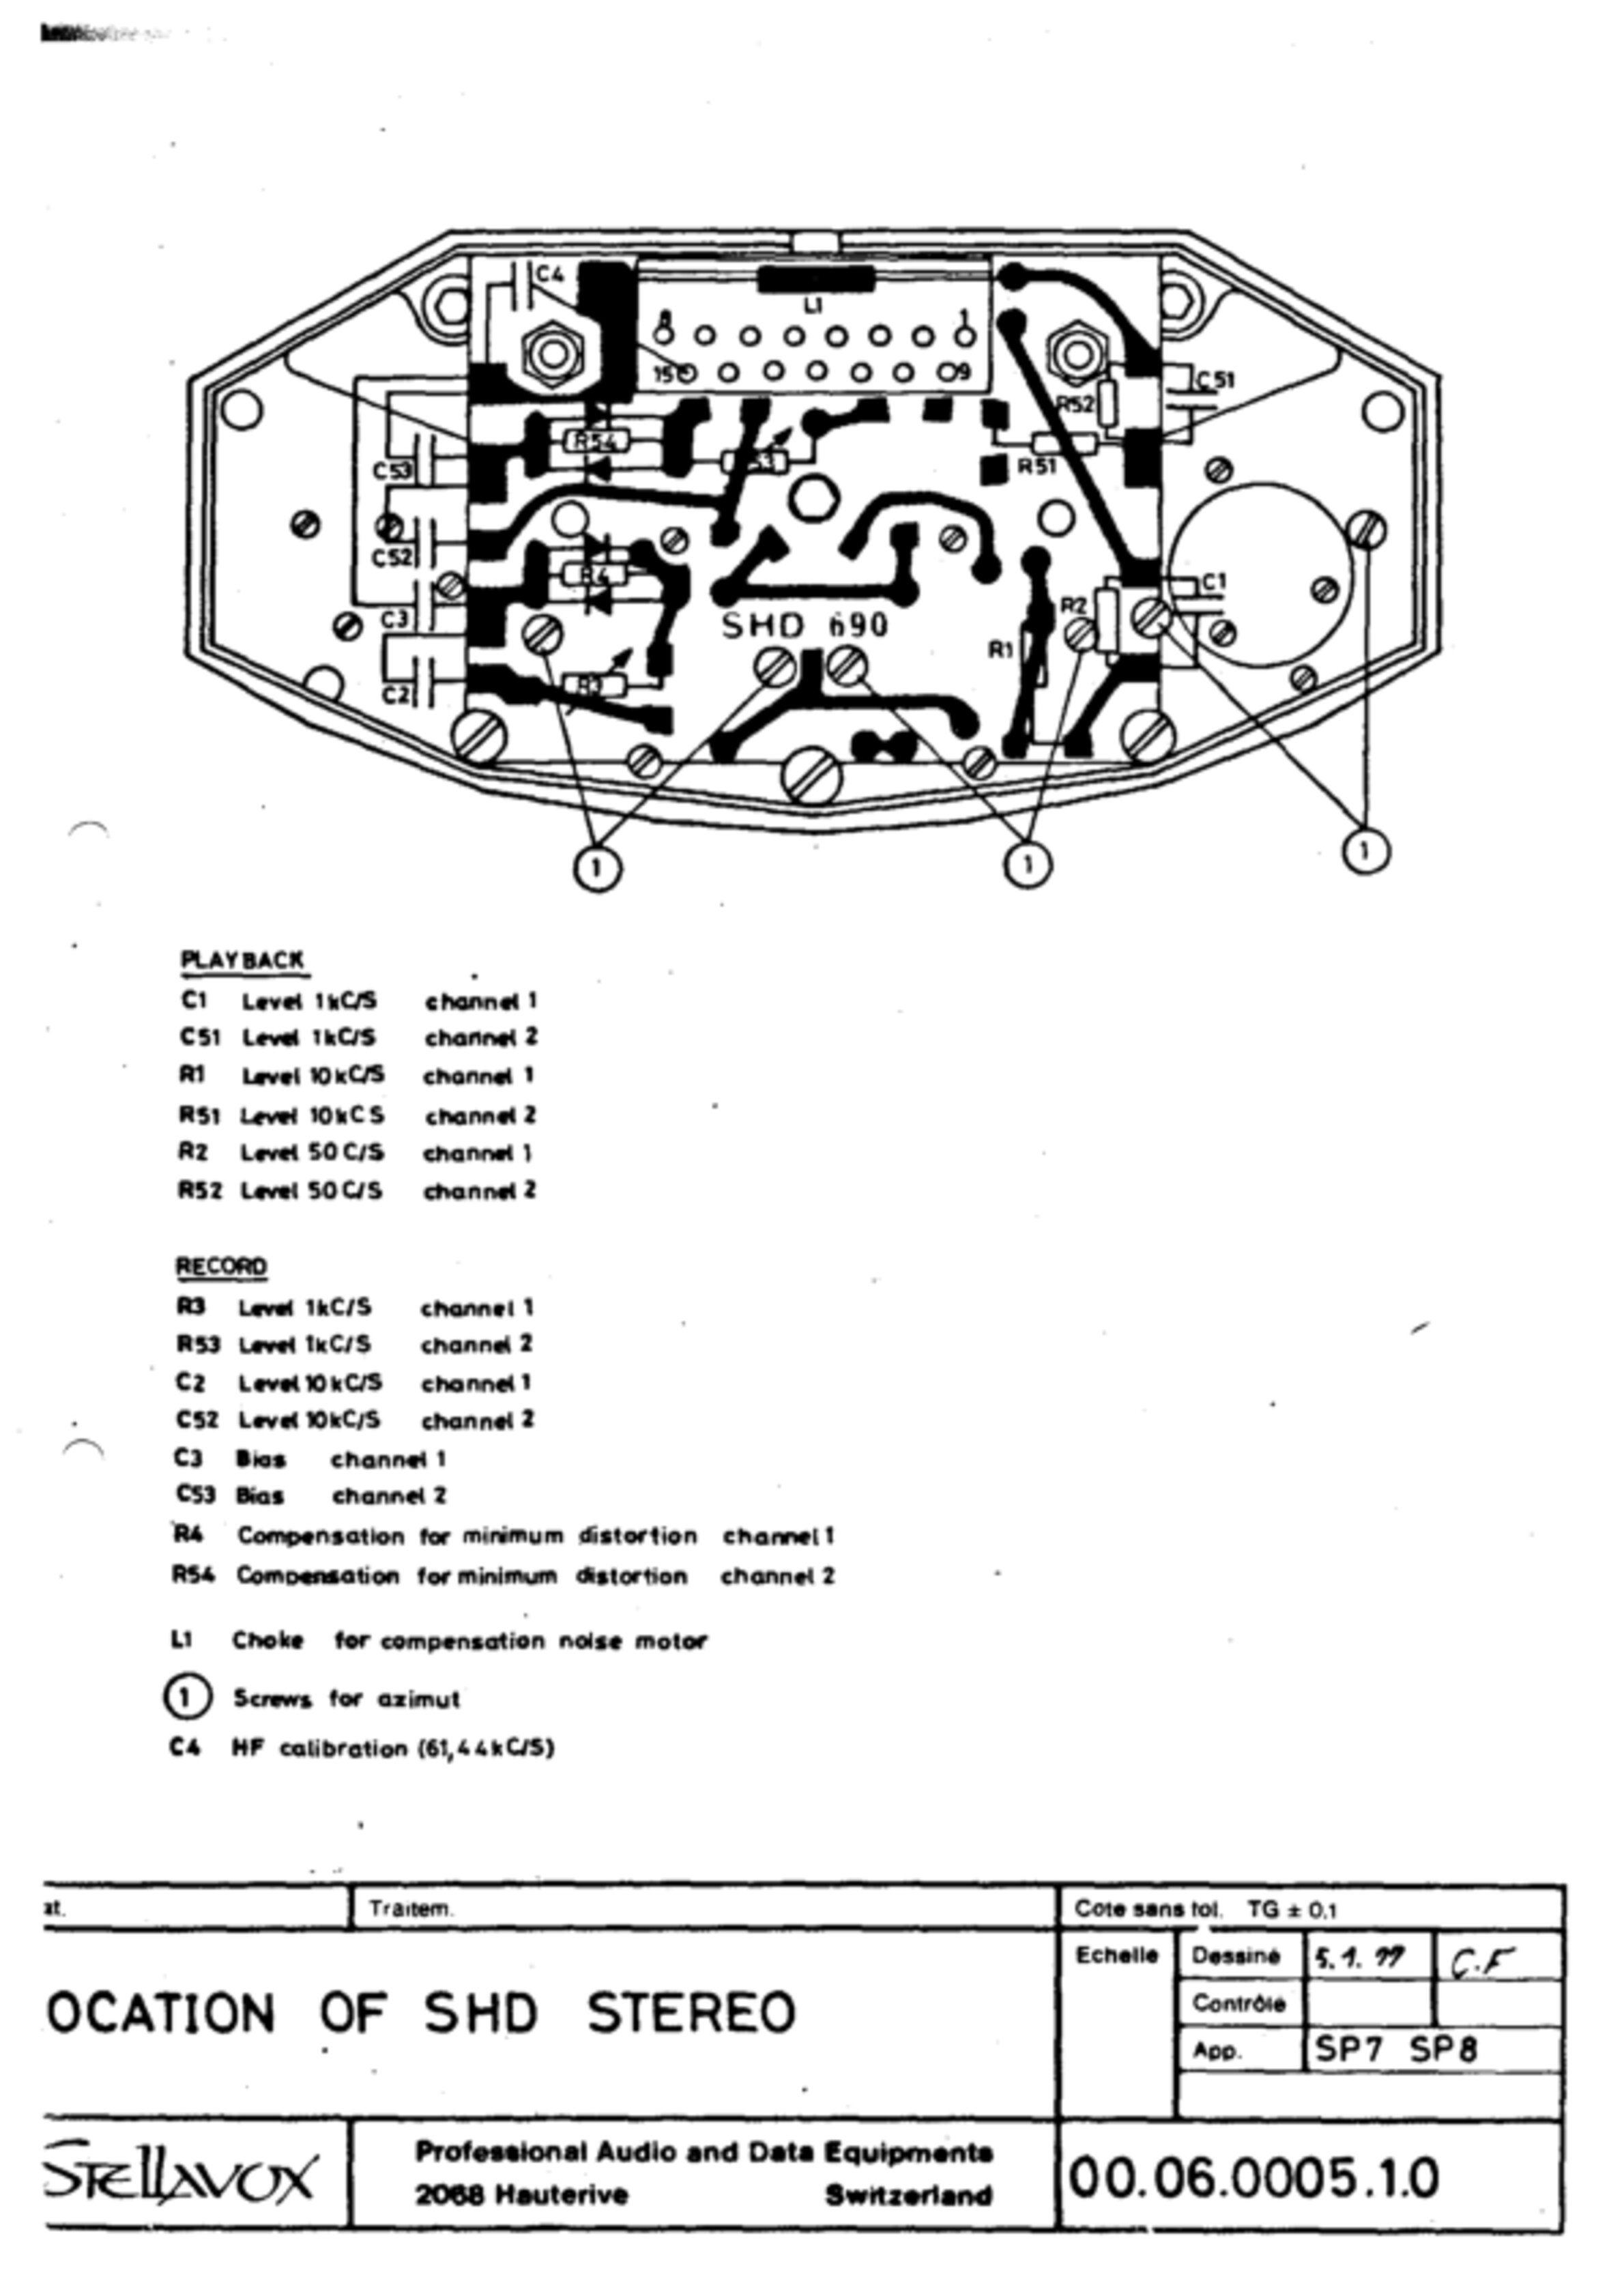 C4
L1
8
1
15
9
C51
R52
R54
C53
R51
C52
R4
C1
C3
R2
SHD 690
R1
C2
R3
1
1
1
PLAYBACK
C1 Level 1kC/S channel 1
C51 Level 1kC/S channel 2
R1 Level 10kC/S channel 1
R51 Level 10kC S channel 2
R2 Level 50 C/S channel 1
R52 Level 50 C/S channel 2
RECORD
R3 Level 1kC/S channel 1
R53 Level 1kC/S channel 2
C2 Level 10kC/S channel 1
C52 Level 10kC/S channel 2
C3 Bias channel 1
C53 Bias channel 2
R4 Compensation for minimum distortion channel 1
R54 Compensation for minimum distortion channel 2
L1 Choke for compensation noise motor
1 Screws for azimut
C4 HF calibration (61,44kC/S)
at. Traitem. Cote sans tol. TG ± 0.1
Echelle Dessiné 5.1.77 C.F
Contrôlé
OCATION OF SHD STEREO
App. SP7 SP8
STELLAVOX
Professional Audio and Data Equipments
2068 Hauterive Switzerland
00.06.0005.1.0